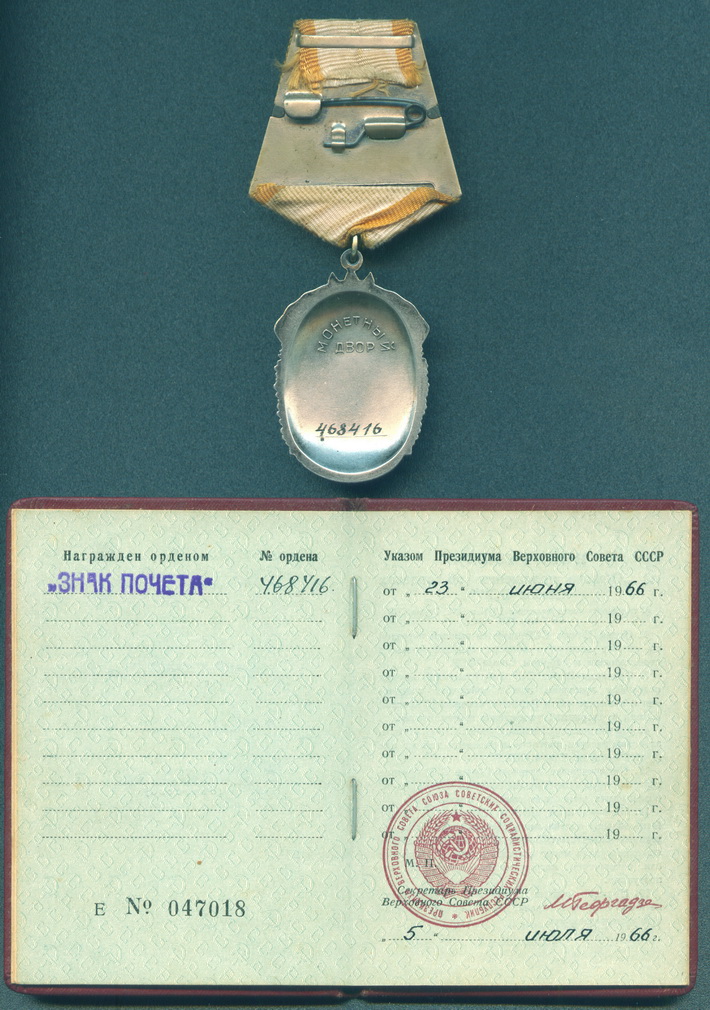 МОНЕТНЫЙ
ДВОР
468416
Награжден орденом № ордена
„ЗНАК ПОЧЕТА“ 468416.
Указом Президиума Верховного Совета СССР
от „ 23 “ июня 1966 г.
от „ “ 19 г.
от „ “ 19 г.
от „ “ 19 г.
от „ “ 19 г.
от „ “ 19 г.
от „ “ 19 г.
от „ “ 19 г.
от „ “ 19 г.
от „ “ 19 г.
ПРЕЗИДИУМ ВЕРХОВНОГО СОВЕТА СОЮЗА СОВЕТСКИХ СОЦИАЛИСТИЧЕСКИХ РЕСПУБЛИК
М. П.
Секретарь Президиума
Верховного Совета СССР МГеоргадзе
„ 5 “ июля 1966 г.
Е № 047018